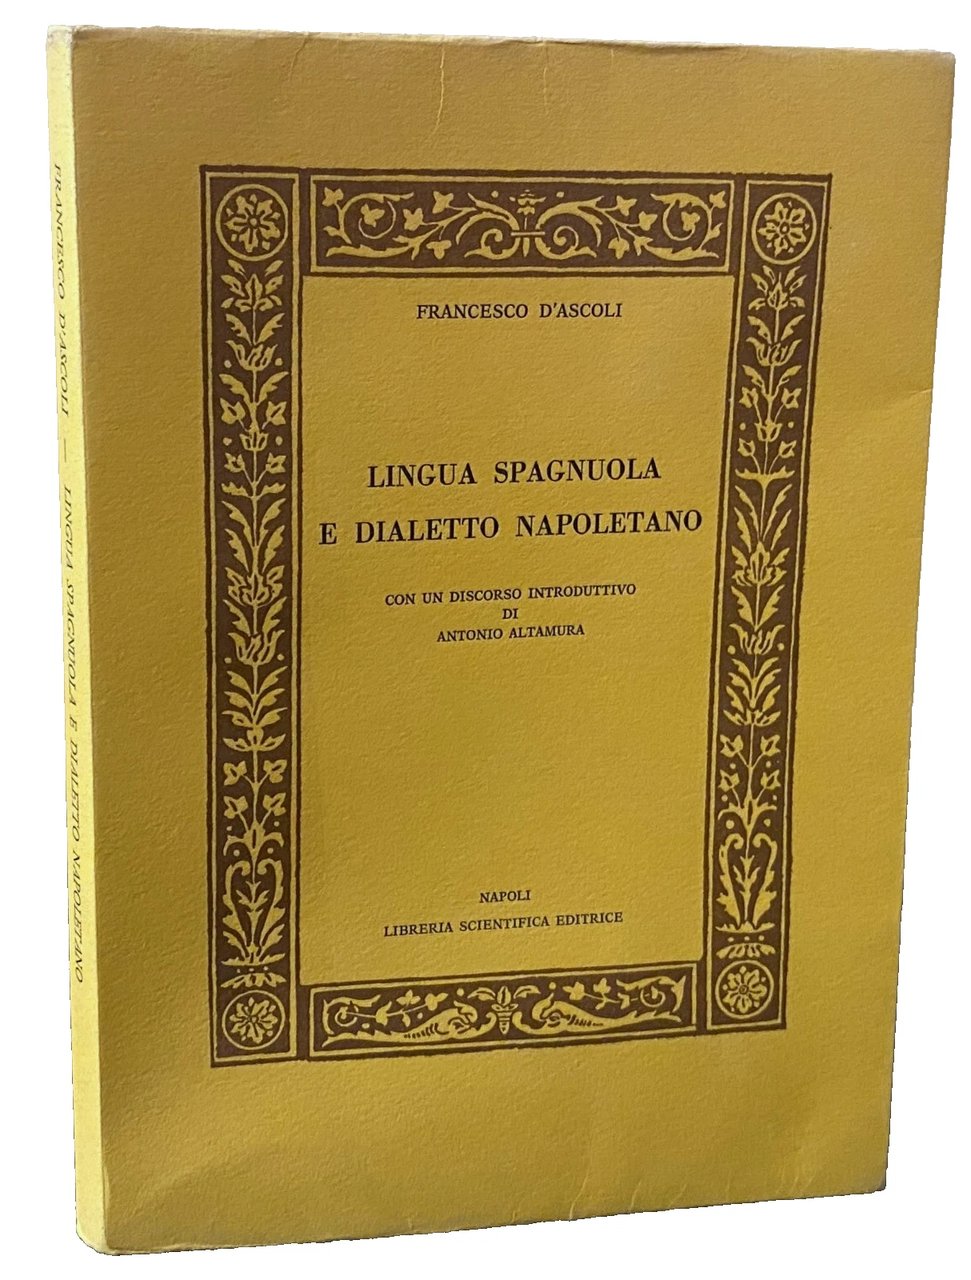 FRANCESCO D'ASCOLI — LINGUA SPAGNUOLA E DIALETTO NAPOLETANO
FRANCESCO D'ASCOLI
LINGUA SPAGNUOLA
E DIALETTO NAPOLETANO
CON UN DISCORSO INTRODUTTIVO
DI
ANTONIO ALTAMURA
NAPOLI
LIBRERIA SCIENTIFICA EDITRICE